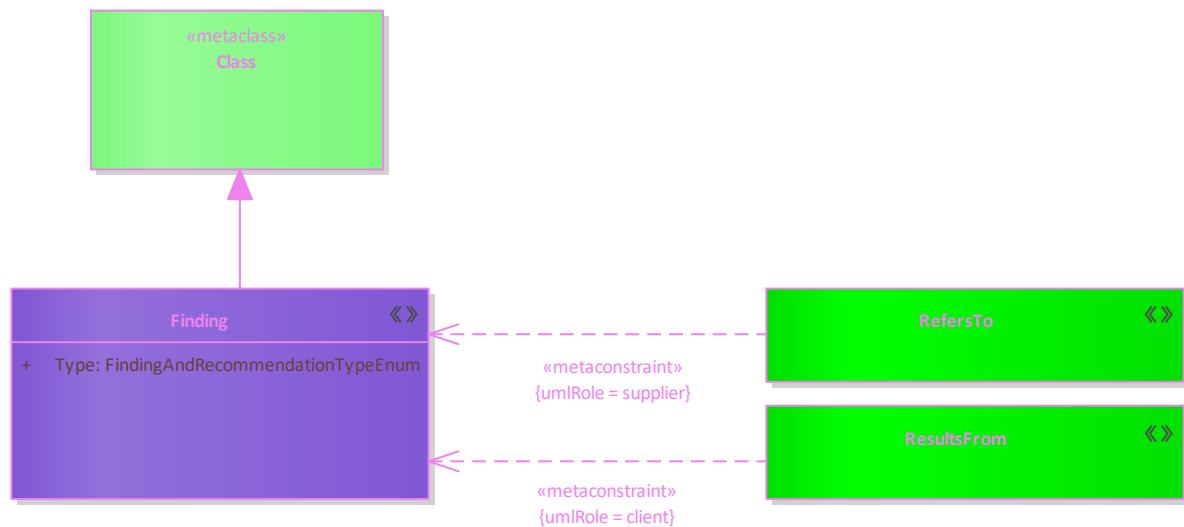 «metaclass»
Class
Finding
«»
+ Type: FindingAndRecommendationTypeEnum
RefersTo
«»
«metaconstraint»
{umlRole = supplier}
ResultsFrom
«»
«metaconstraint»
{umlRole = client}